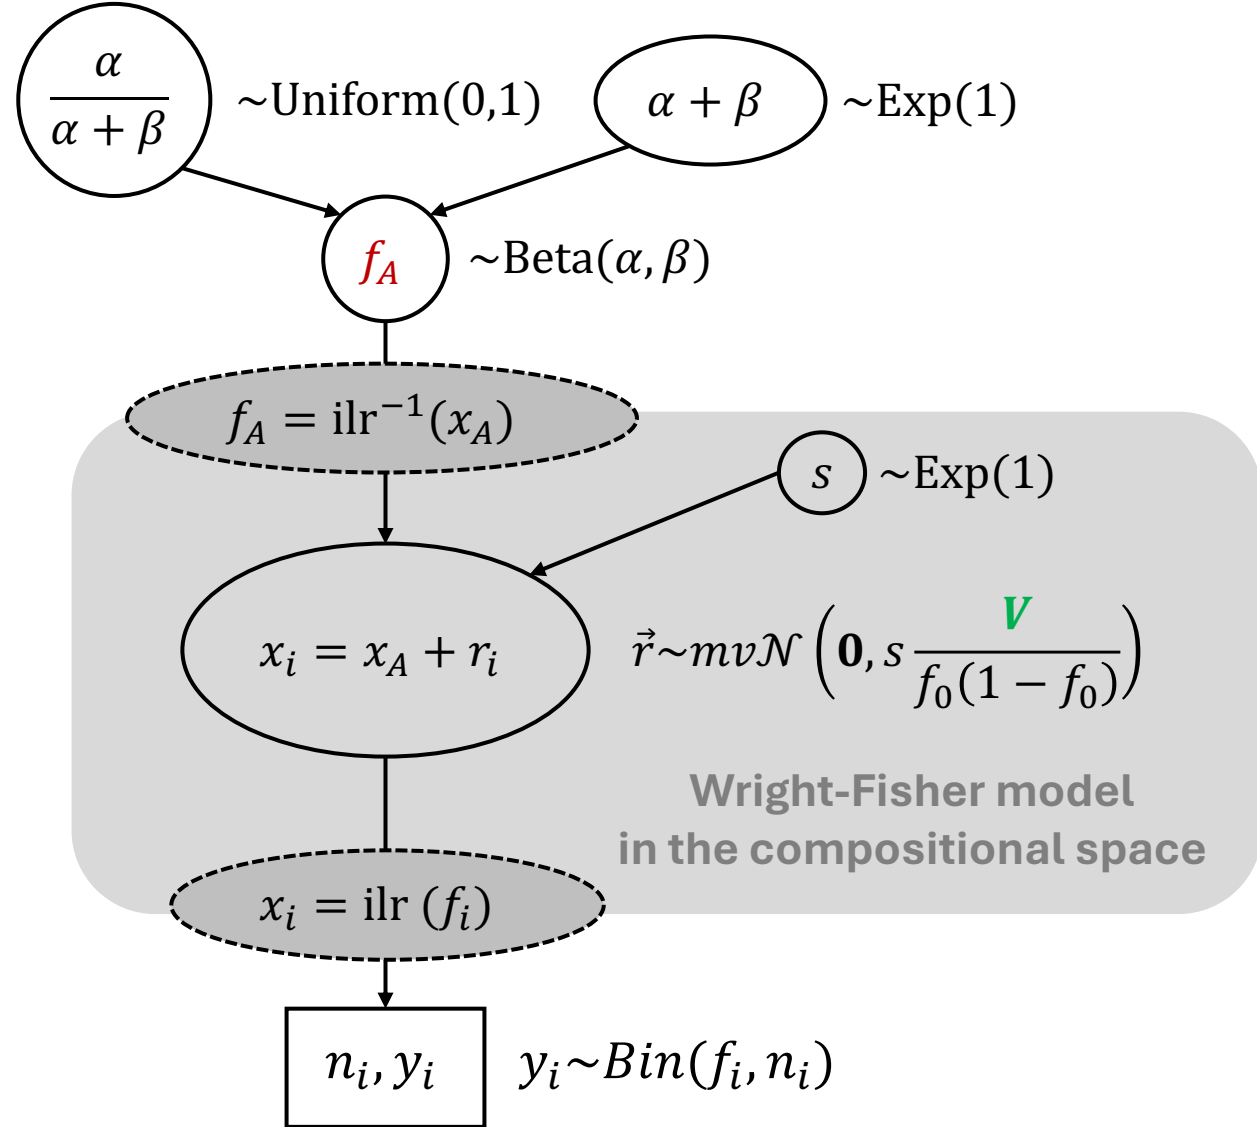 α / (α + β) ~Uniform(0,1)
α + β ~Exp(1)
f_A ~Beta(α, β)
f_A = ilr⁻¹(x_A)
s ~Exp(1)
x_i = x_A + r_i
r⃗~mv𝒩(0, s V / (f_0(1 − f_0)))
Wright-Fisher model
in the compositional space
x_i = ilr (f_i)
n_i, y_i
y_i~Bin(f_i, n_i)